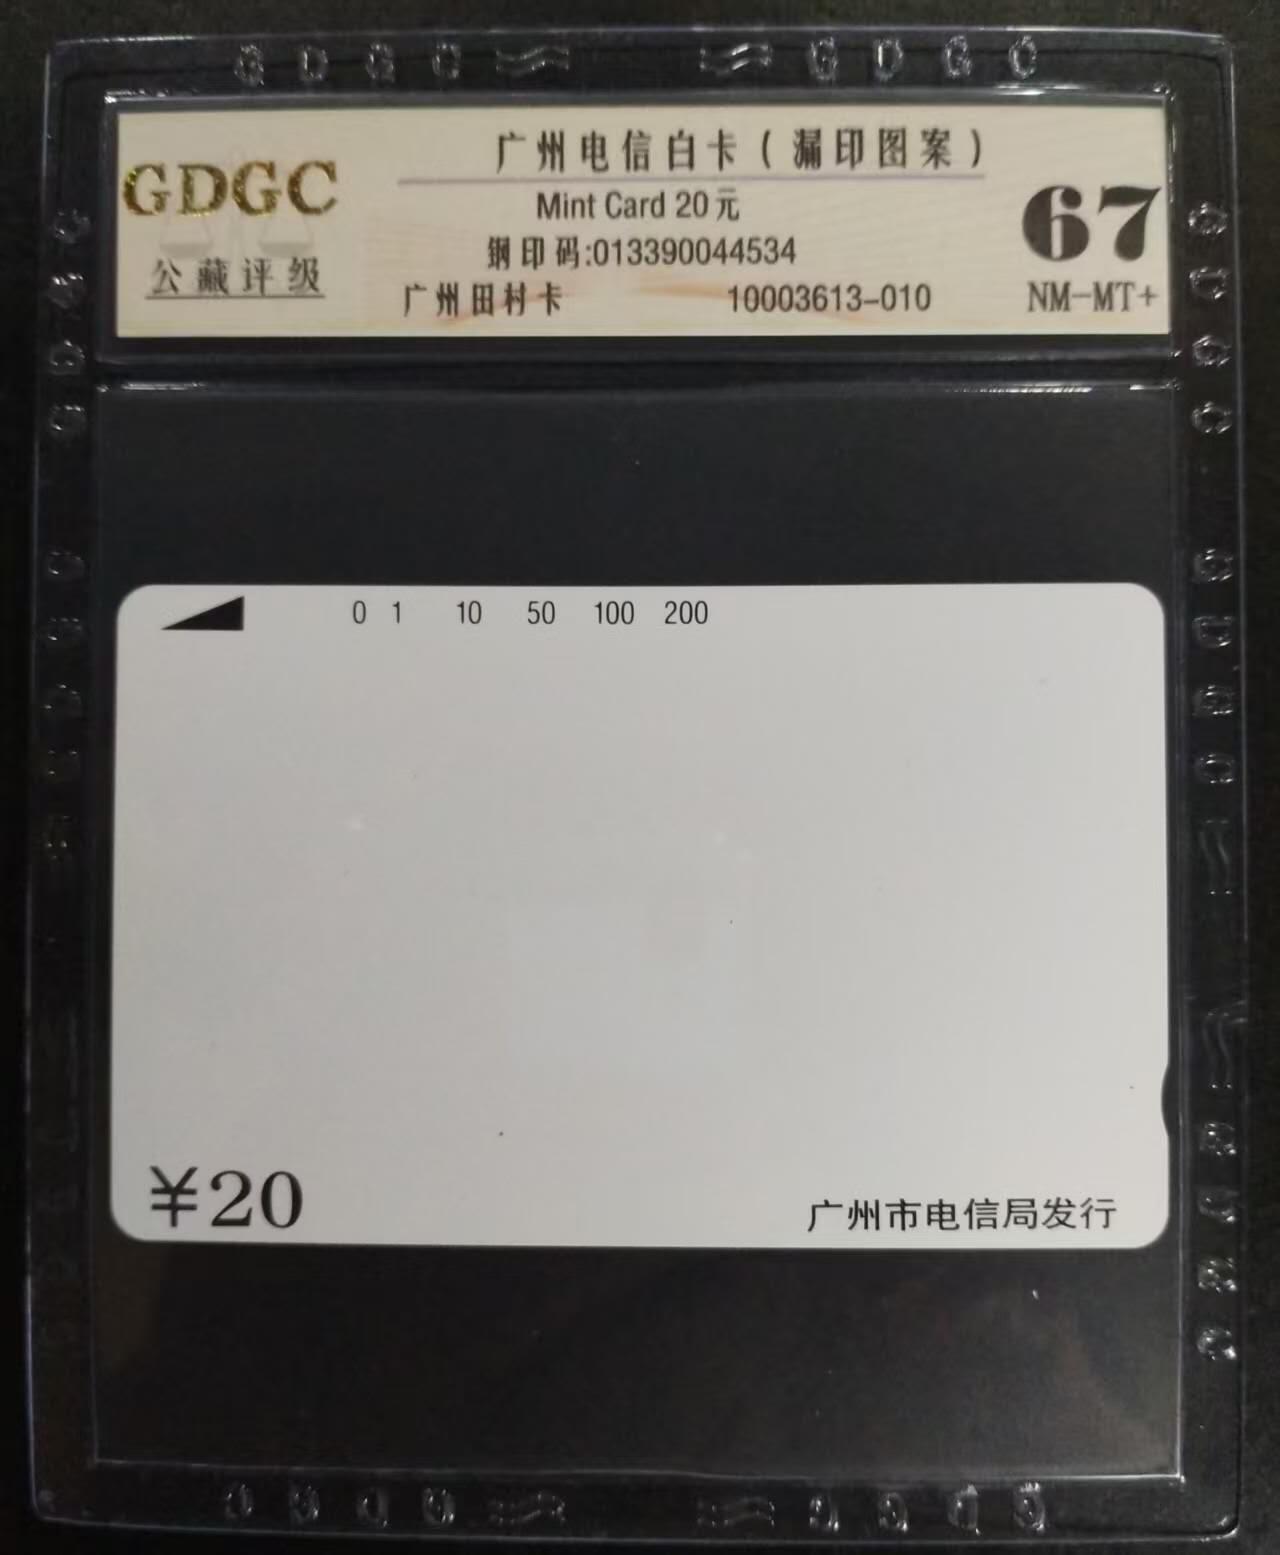 GDGC GDGC
广州电信白卡(漏印图案)
GDGC
Mint Card 20元
67
公藏评级
钢印码:013390044534
广州田村卡 10003613-010
NM-MT+
0 1 10 50 100 200
¥20
广州市电信局发行